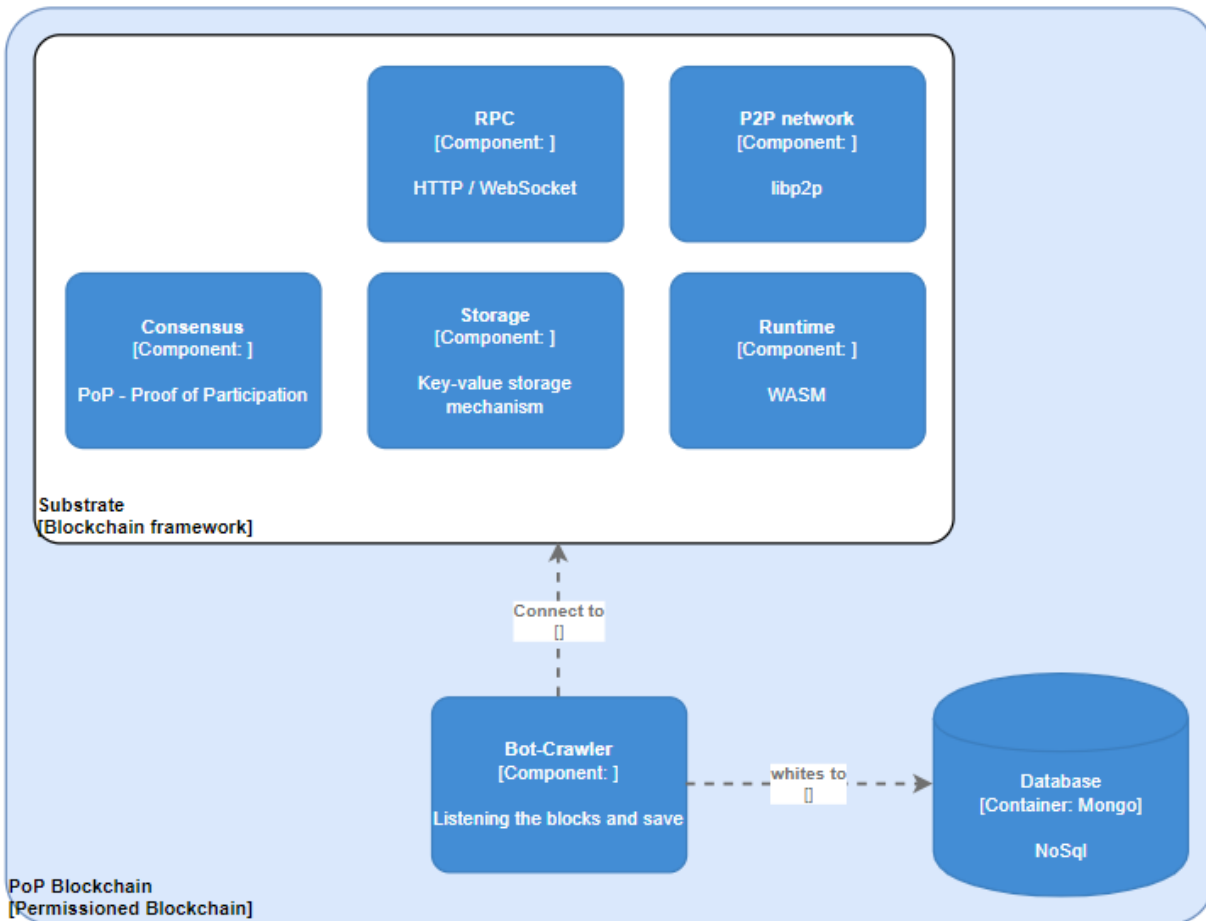 RPC
[Component: ]
HTTP / WebSocket
P2P network
[Component: ]
libp2p
Consensus
[Component: ]
PoP - Proof of Participation
Storage
[Component: ]
Key-value storage
mechanism
Runtime
[Component: ]
WASM
Substrate
[Blockchain framework]
Connect to
[]
Bot-Crawler
[Component: ]
Listening the blocks and save
whites to
[]
Database
[Container: Mongo]
NoSql
PoP Blockchain
[Permissioned Blockchain]